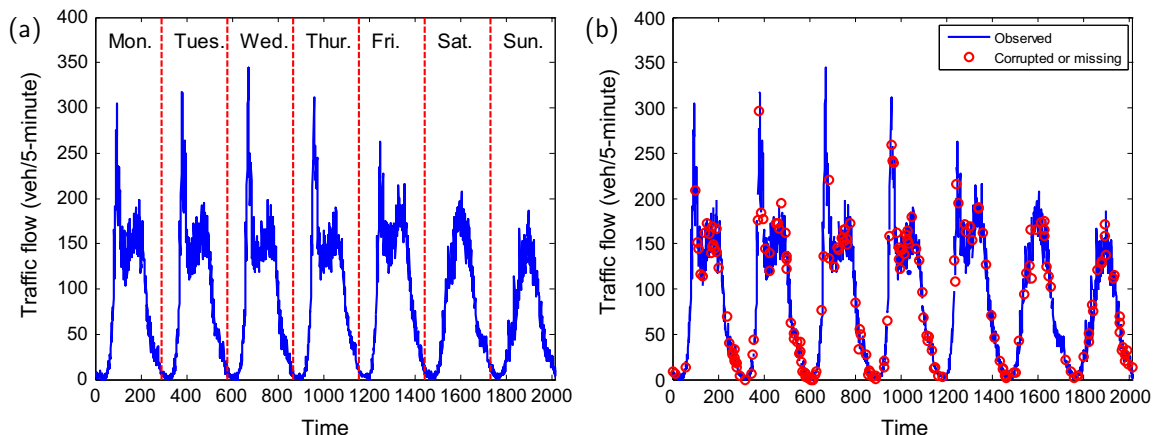 (a)
Traffic flow (veh/5-minute)
400
350
300
250
200
150
100
50
0
Mon. Tues. Wed. Thur. Fri. Sat. Sun.
0 200 400 600 800 1000 1200 1400 1600 1800 2000
Time
(b)
Traffic flow (veh/5-minute)
400
350
300
250
200
150
100
50
0
Observed
Corrupted or missing
0 200 400 600 800 1000 1200 1400 1600 1800 2000
Time